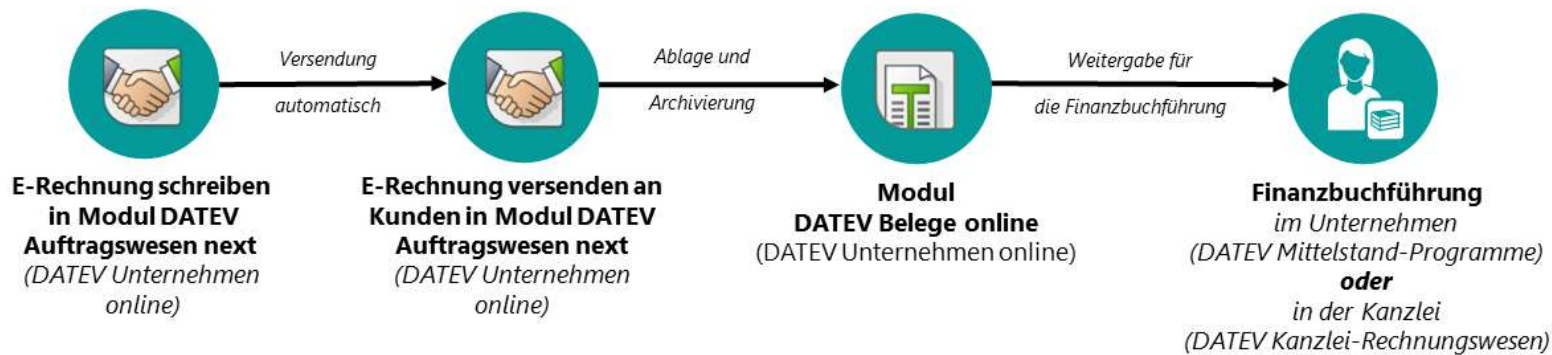 Versendung
automatisch
Ablage und
Archivierung
Weitergabe für
die Finanzbuchführung
E-Rechnung schreiben
in Modul DATEV
Auftragswesen next
(DATEV Unternehmen
online)
E-Rechnung versenden an
Kunden in Modul DATEV
Auftragswesen next
(DATEV Unternehmen
online)
Modul
DATEV Belege online
(DATEV Unternehmen online)
Finanzbuchführung
im Unternehmen
(DATEV Mittelstand-Programme)
oder
in der Kanzlei
(DATEV Kanzlei-Rechnungswesen)